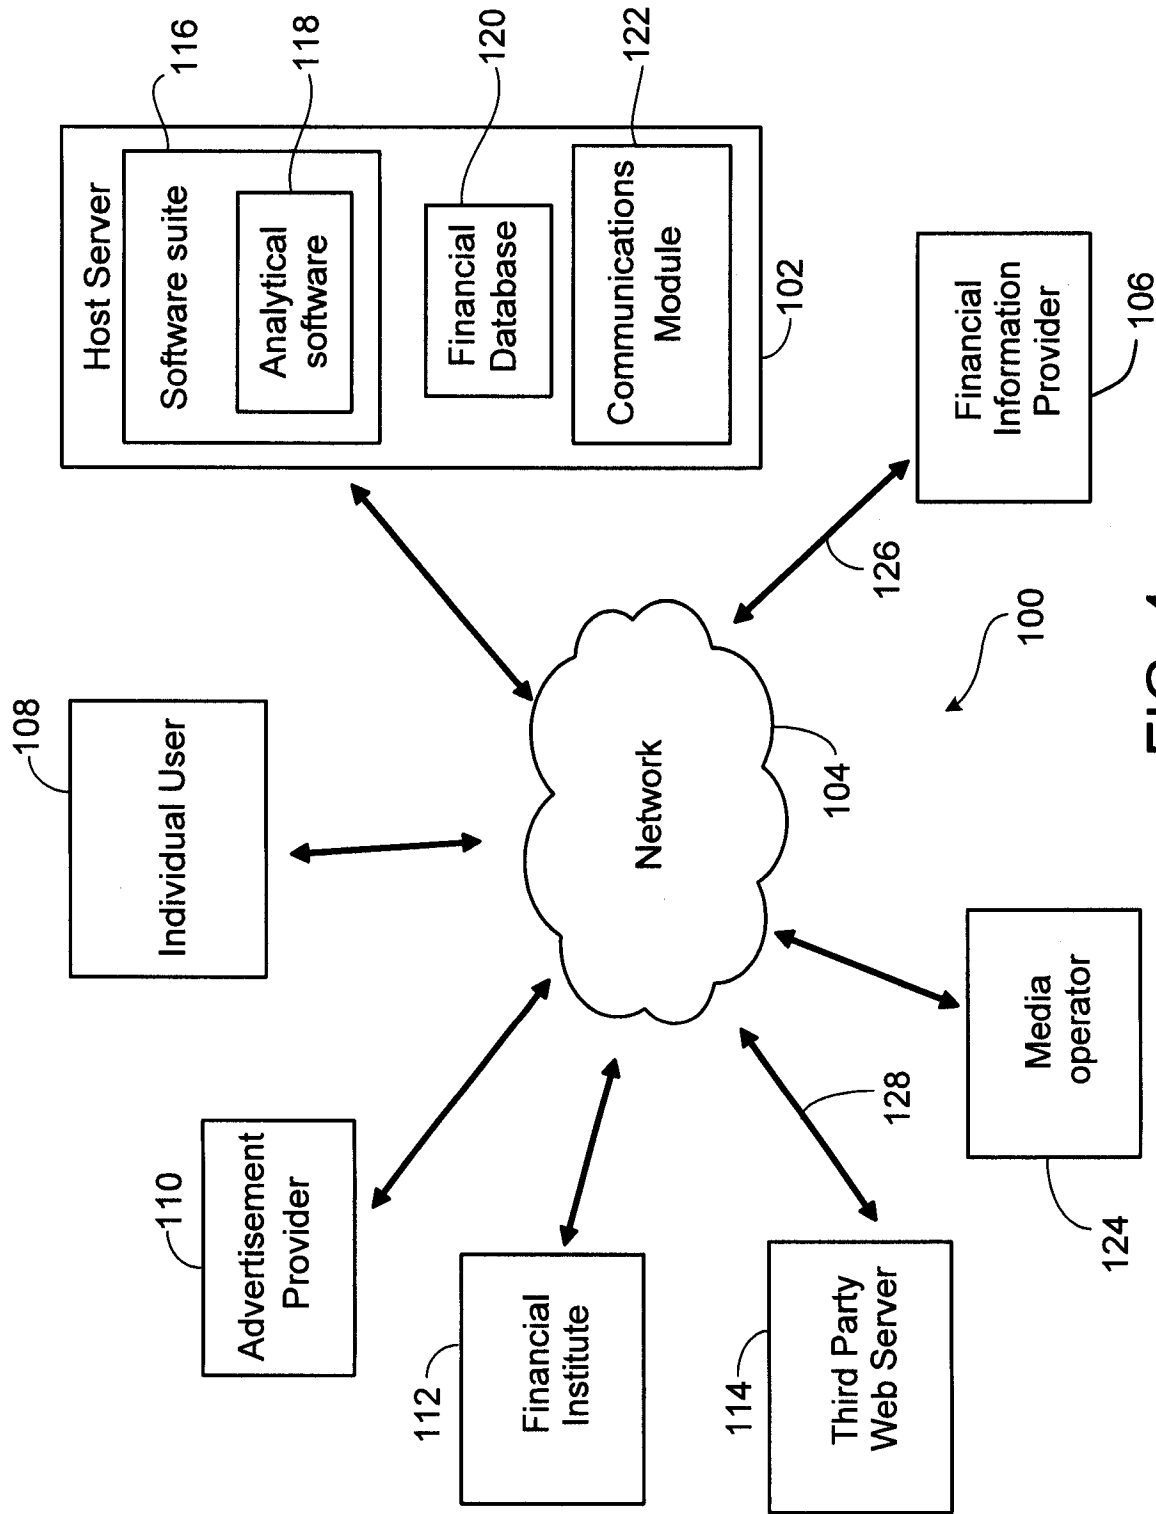 108
Individual User
110
Advertisement
Provider
112
Financial
Institute
114
Third Party
Web Server
Host Server
Software suite
116
Analytical
software
118
Financial
Database
120
Communications
Module
122
102
Network
104
128
126
Media
operator
124
Financial
Information
Provider
106
100
FIG.